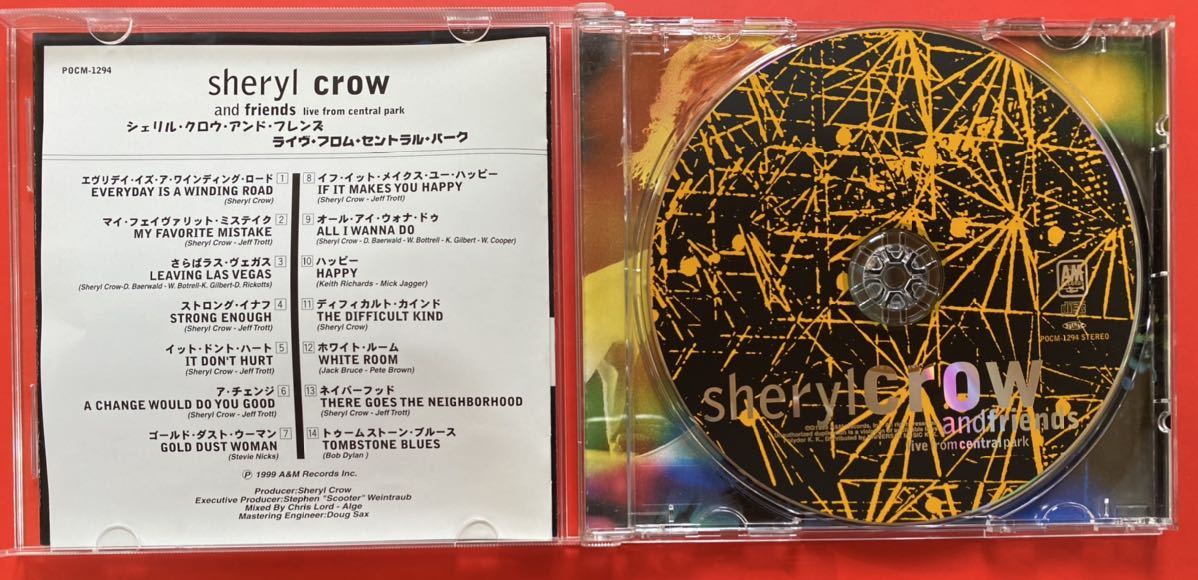 POCM-1294
sheryl crow
and friends live from central park
シェリル・クロウ・アンド・フレンズ
ライヴ・フロム・セントラル・パーク
エヴリデイ・イズ・ア・ワインディング・ロード 1
EVERYDAY IS A WINDING ROAD
(Sheryl Crow)
マイ・フェイヴァリット・ミステイク 2
MY FAVORITE MISTAKE
(Sheryl Crow - Jeff Trott)
さらばラス・ヴェガス 3
LEAVING LAS VEGAS
(Sheryl Crow-D. Baerwald - W. Botrell-K. Gilbert-D. Rickotts)
ストロング・イナフ 4
STRONG ENOUGH
(Sheryl Crow - Jeff Trott)
イット・ドント・ハート 5
IT DON'T HURT
(Sheryl Crow - Jeff Trott)
ア・チェンジ 6
A CHANGE WOULD DO YOU GOOD
(Sheryl Crow - Jeff Trott)
ゴールド・ダスト・ウーマン 7
GOLD DUST WOMAN
(Stevie Nicks)
8 イフ・イット・メイクス・ユー・ハッピー
IF IT MAKES YOU HAPPY
(Sheryl Crow - Jeff Trott)
9 オール・アイ・ウォナ・ドゥ
ALL I WANNA DO
(Sheryl Crow - D. Baerwald - W. Bottrell - K. Gilbert - W. Cooper)
10 ハッピー
HAPPY
(Keith Richards - Mick Jagger)
11 ディフィカルト・カインド
THE DIFFICULT KIND
(Sheryl Crow)
12 ホワイト・ルーム
WHITE ROOM
(Jack Bruce - Pete Brown)
13 ネイバーフッド
THERE GOES THE NEIGHBORHOOD
(Sheryl Crow - Jeff Trott)
14 トゥームストーン・ブルース
TOMBSTONE BLUES
(Bob Dylan )
Ⓟ 1999 A&M Records Inc.
Producer:Sheryl Crow
Executive Producer:Stephen "Scooter" Weintraub
Mixed By Chris Lord - Alge
Mastering Engineer:Doug Sax
A&M
POCM-1294 STEREO
sherylcrow
andfriends
live from central park